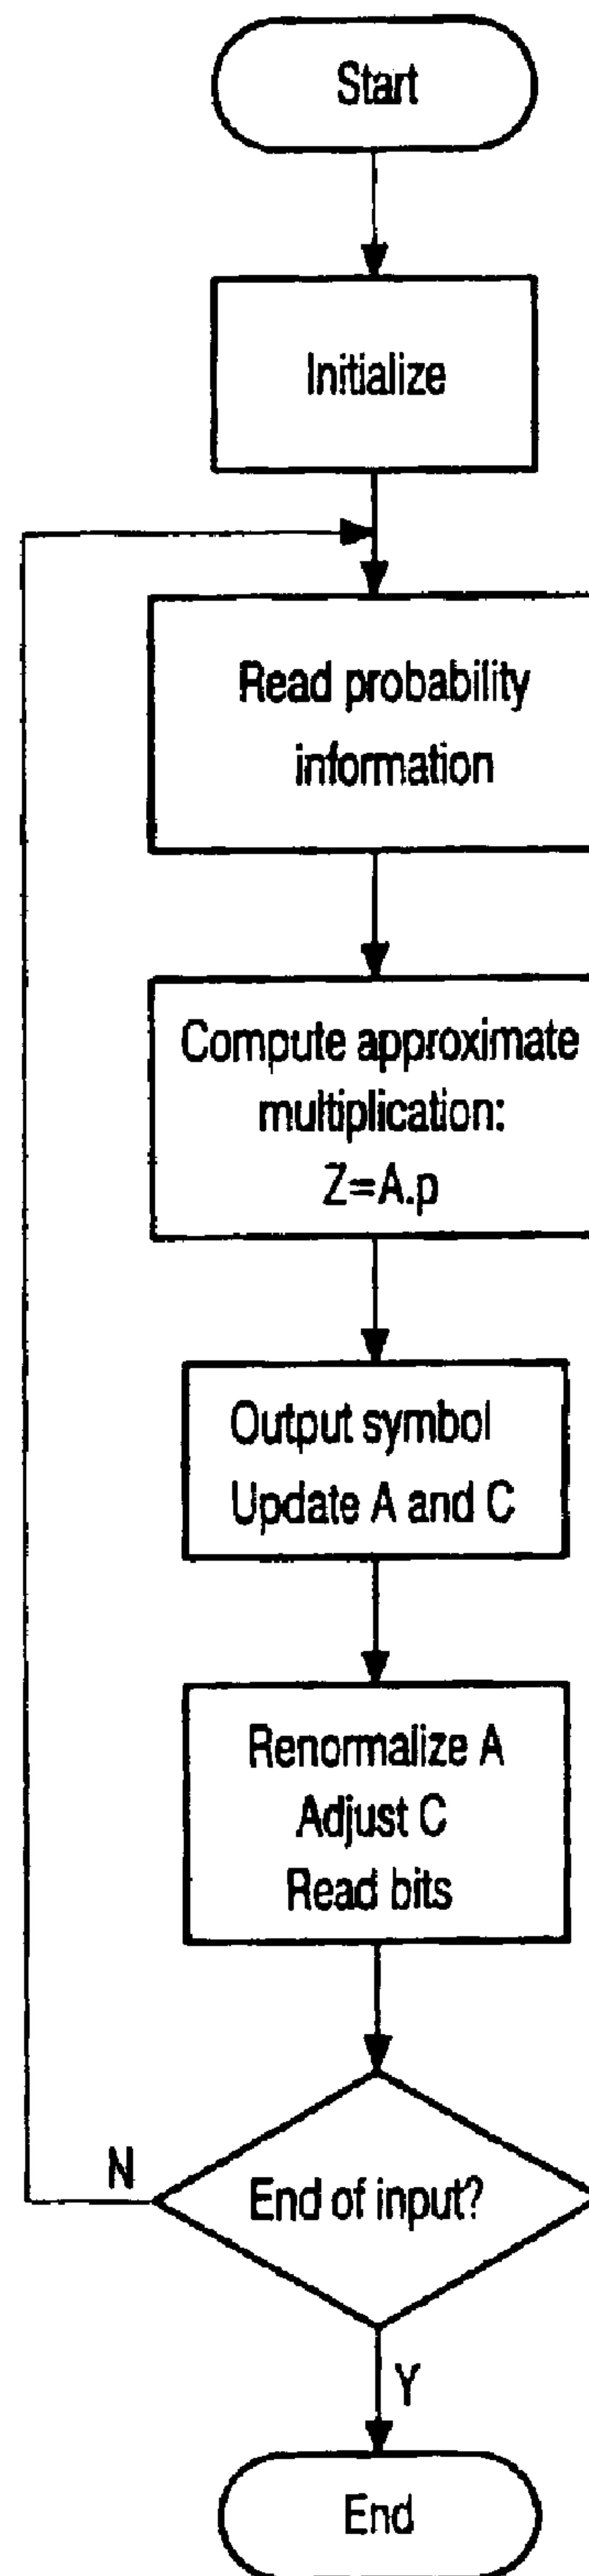 Start
Initialize
Read probability
information
Compute approximate
multiplication:
Z=A.p
Output symbol
Update A and C
Renormalize A
Adjust C
Read bits
End of input?
N
Y
End